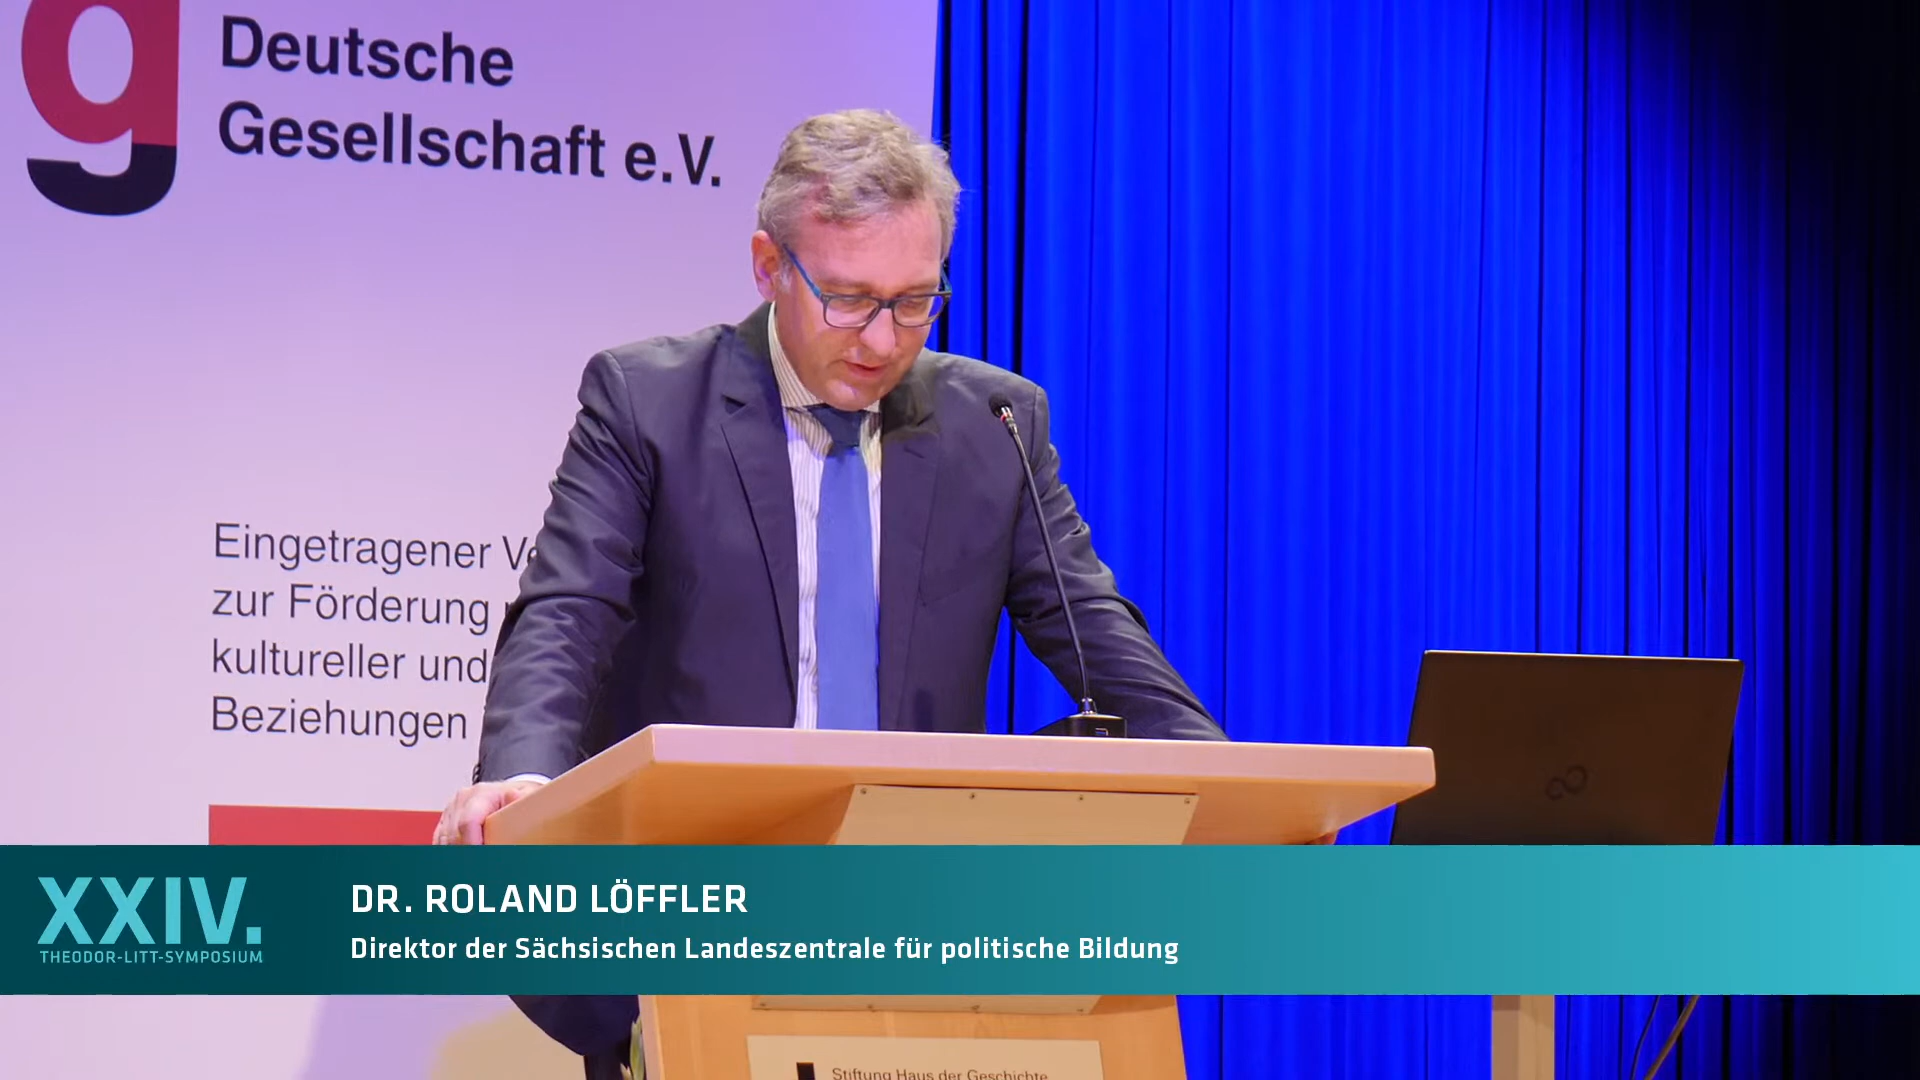 g
Deutsche
Gesellschaft e.V.
Eingetragener
zur Förderung
kultureller und
Beziehungen
XXIV.
THEODOR-LITT-SYMPOSIUM
DR. ROLAND LÖFFLER
Direktor der Sächsischen Landeszentrale für politische Bildung
Stiftung Haus der Geschichte